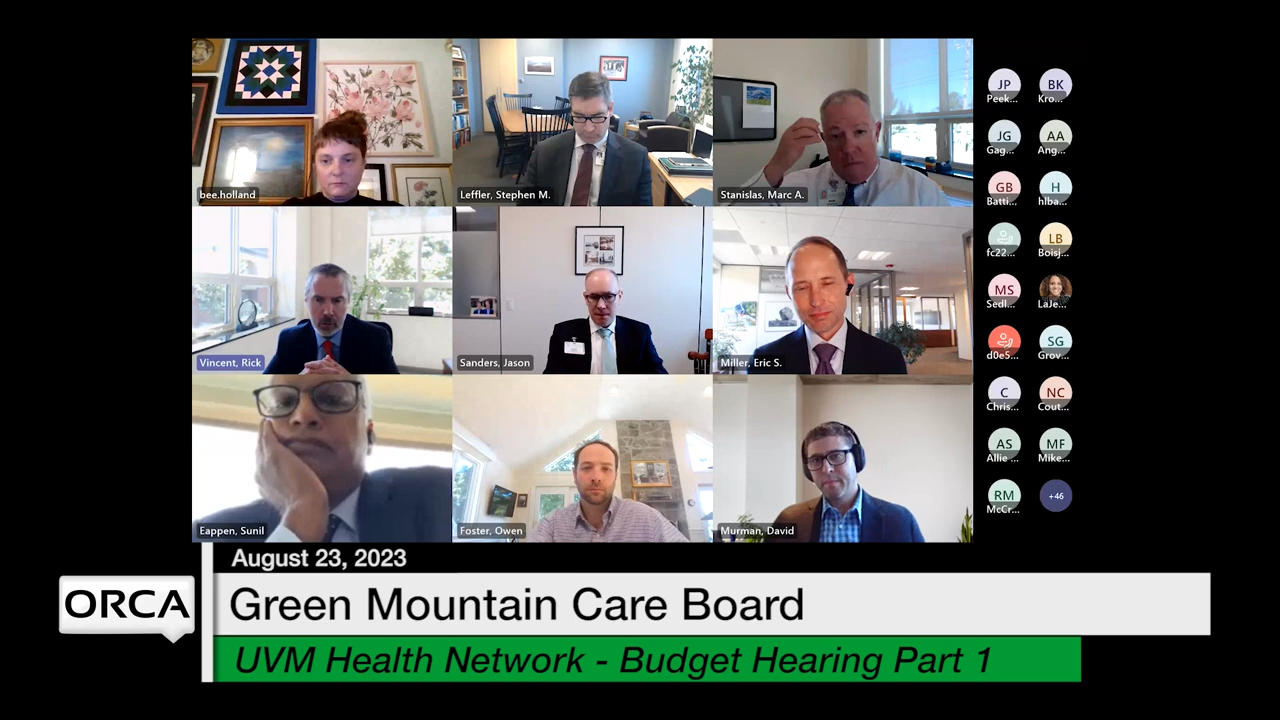 bee.holland
Leffler, Stephen M.
Stanislas, Marc A.
Vincent, Rick
Sanders, Jason
Miller, Eric S.
Eappen, Sunil
Foster, Owen
Murman, David
JP
BK
Peek...
Kro...
JG
AA
Gag...
Ang...
GB
H
Batti...
hlba...
LB
fc22...
Boisj...
MS
Sedl...
LaJe...
SG
d0e5...
Grov...
C
NC
Chris...
Cout...
AS
MF
Allie ...
Mike...
RM
+46
McCr...
August 23, 2023
ORCA
Green Mountain Care Board
UVM Health Network - Budget Hearing Part 1